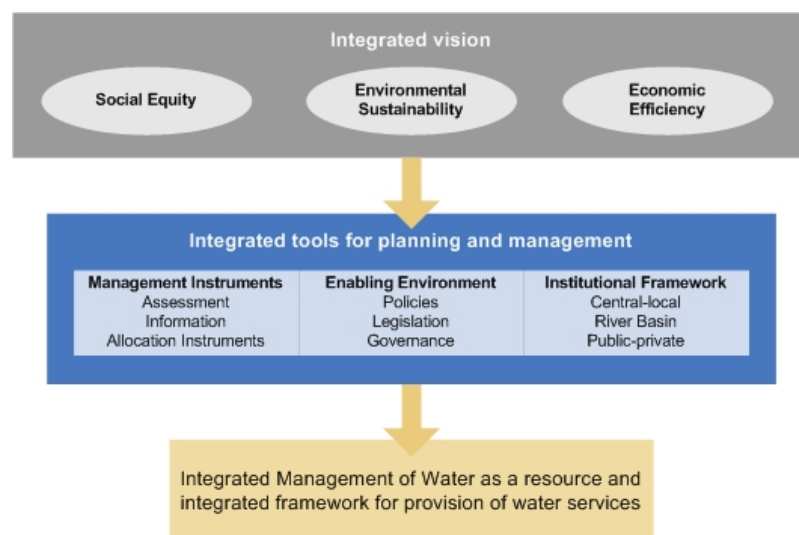 Integrated vision
Social Equity
Environmental
Sustainability
Economic
Efficiency
Integrated tools for planning and management
Management Instruments
Assessment
Information
Allocation Instruments
Enabling Environment
Policies
Legislation
Governance
Institutional Framework
Central-local
River Basin
Public-private
Integrated Management of Water as a resource and
integrated framework for provision of water services